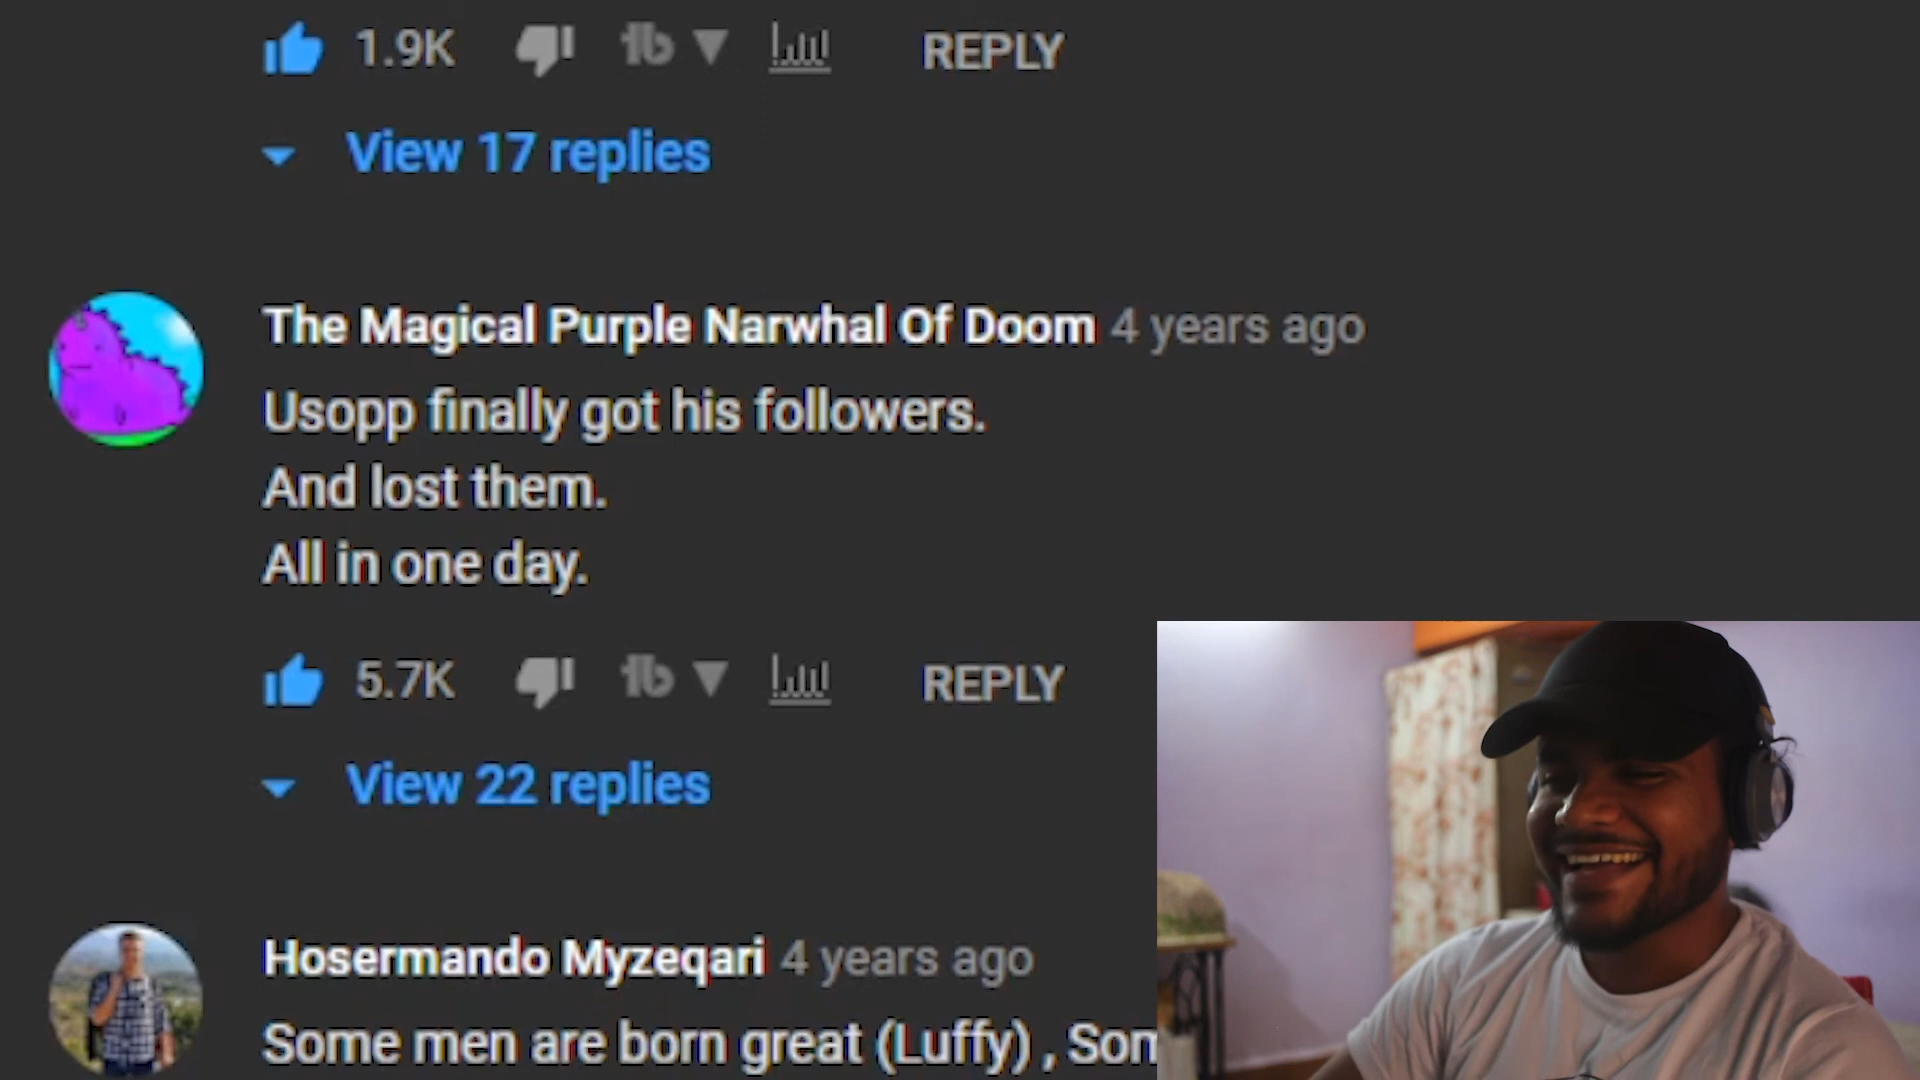 1.9K REPLY
View 17 replies
The Magical Purple Narwhal Of Doom 4 years ago
Usopp finally got his followers.
And lost them.
All in one day.
5.7K REPLY
View 22 replies
Hosermando Myzeqari 4 years ago
Some men are born great (Luffy) , Som